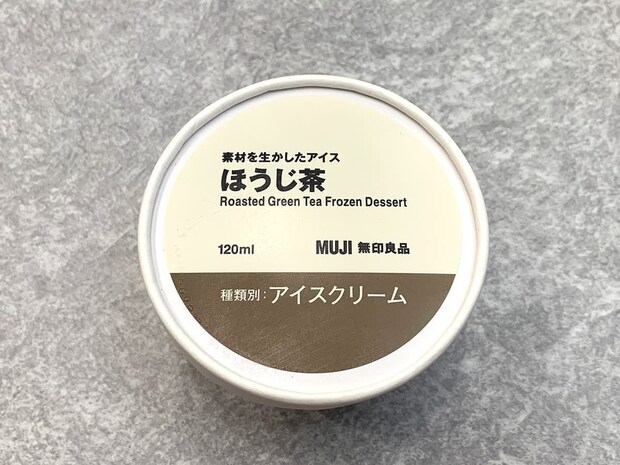 素材を生かしたアイス
ほうじ茶
Roasted Green Tea Frozen Dessert
120ml MUJI 無印良品
種類別：アイスクリーム